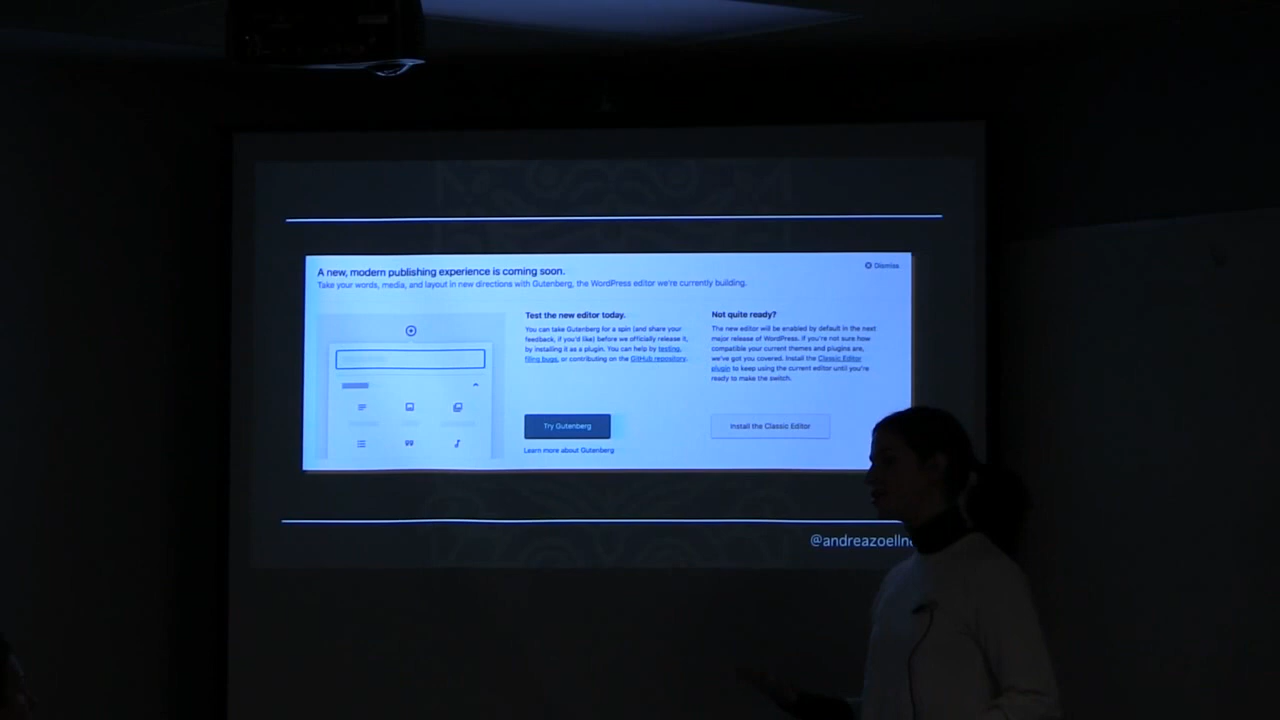 A new, modern publishing experience is coming soon.
Dismiss
Take your words, media, and layout in new directions with Gutenberg, the WordPress editor we're currently building.
Test the new editor today.
You can take Gutenberg for a spin (and share your
feedback, if you'd like) before we officially release it,
by installing it as a plugin. You can help by testing,
filing bugs, or contributing on the GitHub repository.
Try Gutenberg
Learn more about Gutenberg
Not quite ready?
The new editor will be enabled by default in the next
major release of WordPress. If you're not sure how
compatible your current themes and plugins are,
we've got you covered. Install the Classic Editor
plugin to keep using the current editor until you're
ready to make the switch.
Install the Classic Editor
@andreazoelln